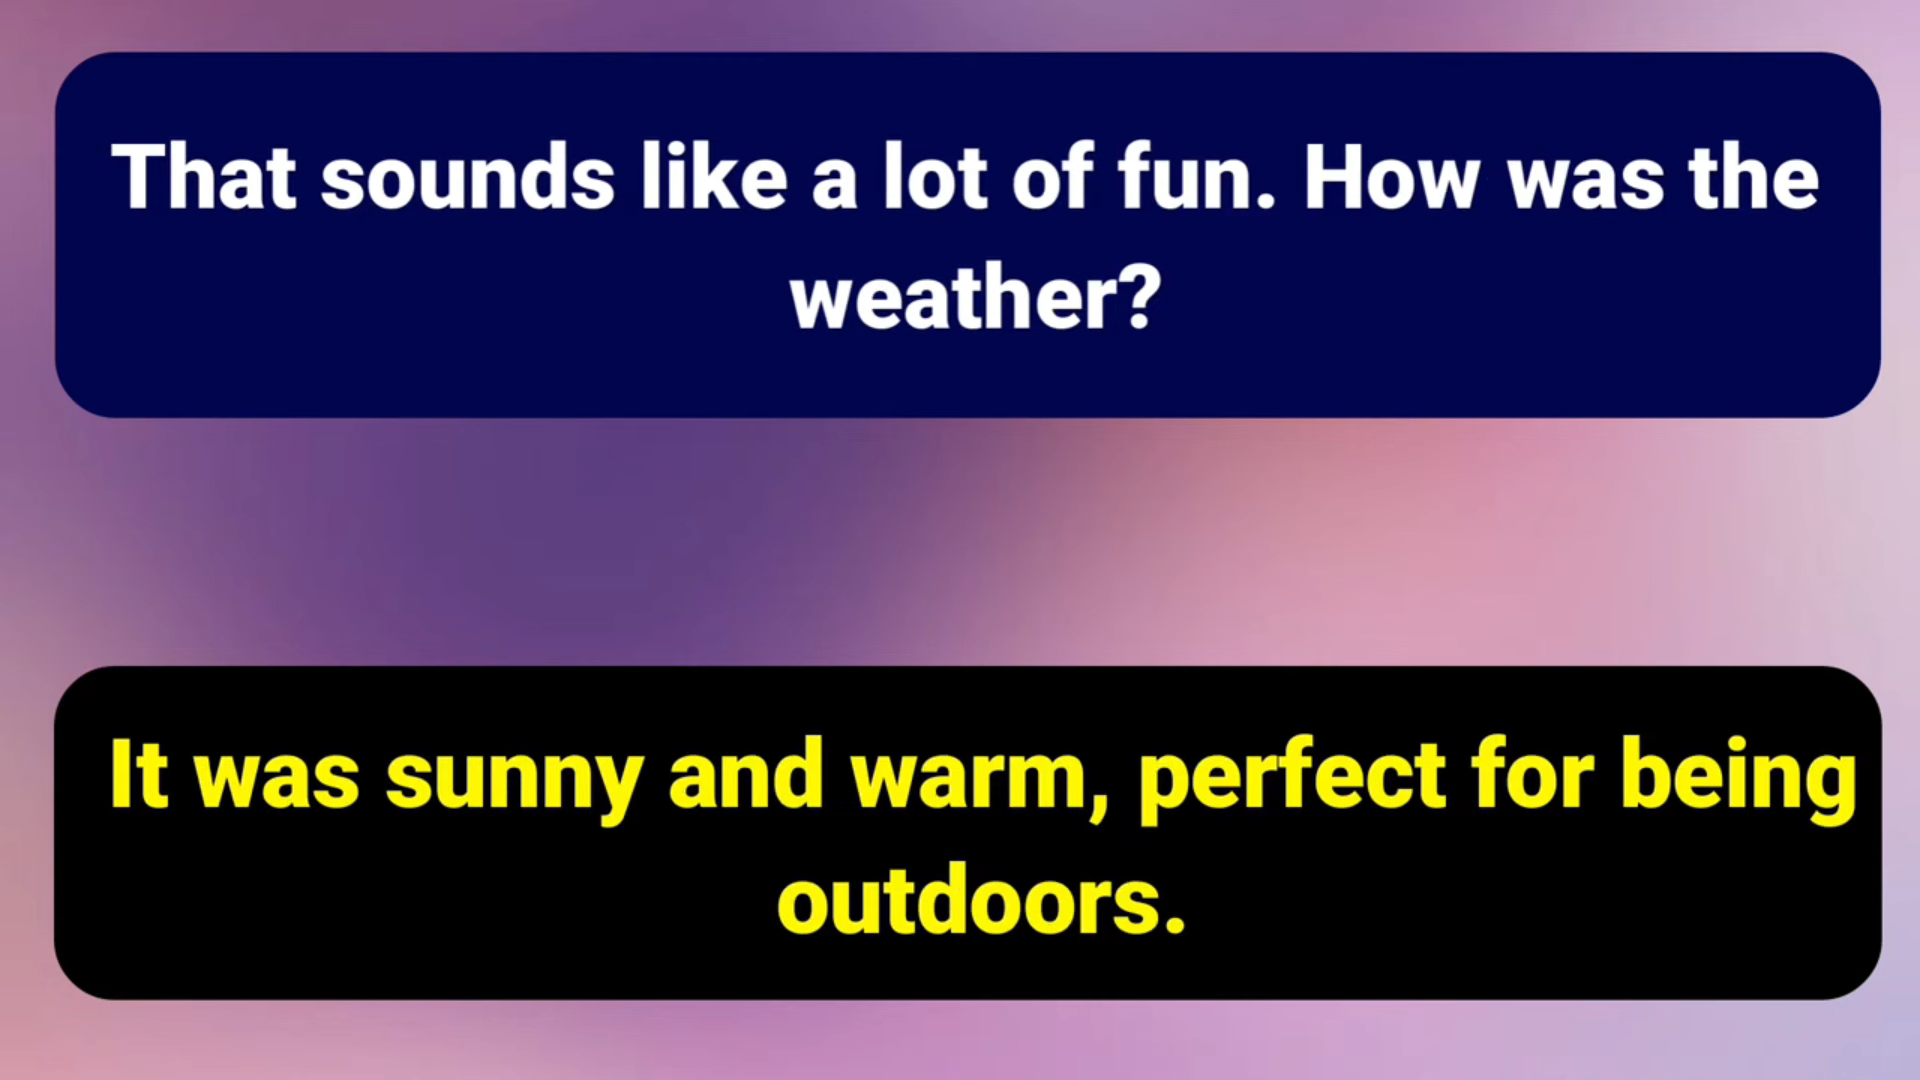 That sounds like a lot of fun. How was the
weather?
It was sunny and warm, perfect for being
outdoors.